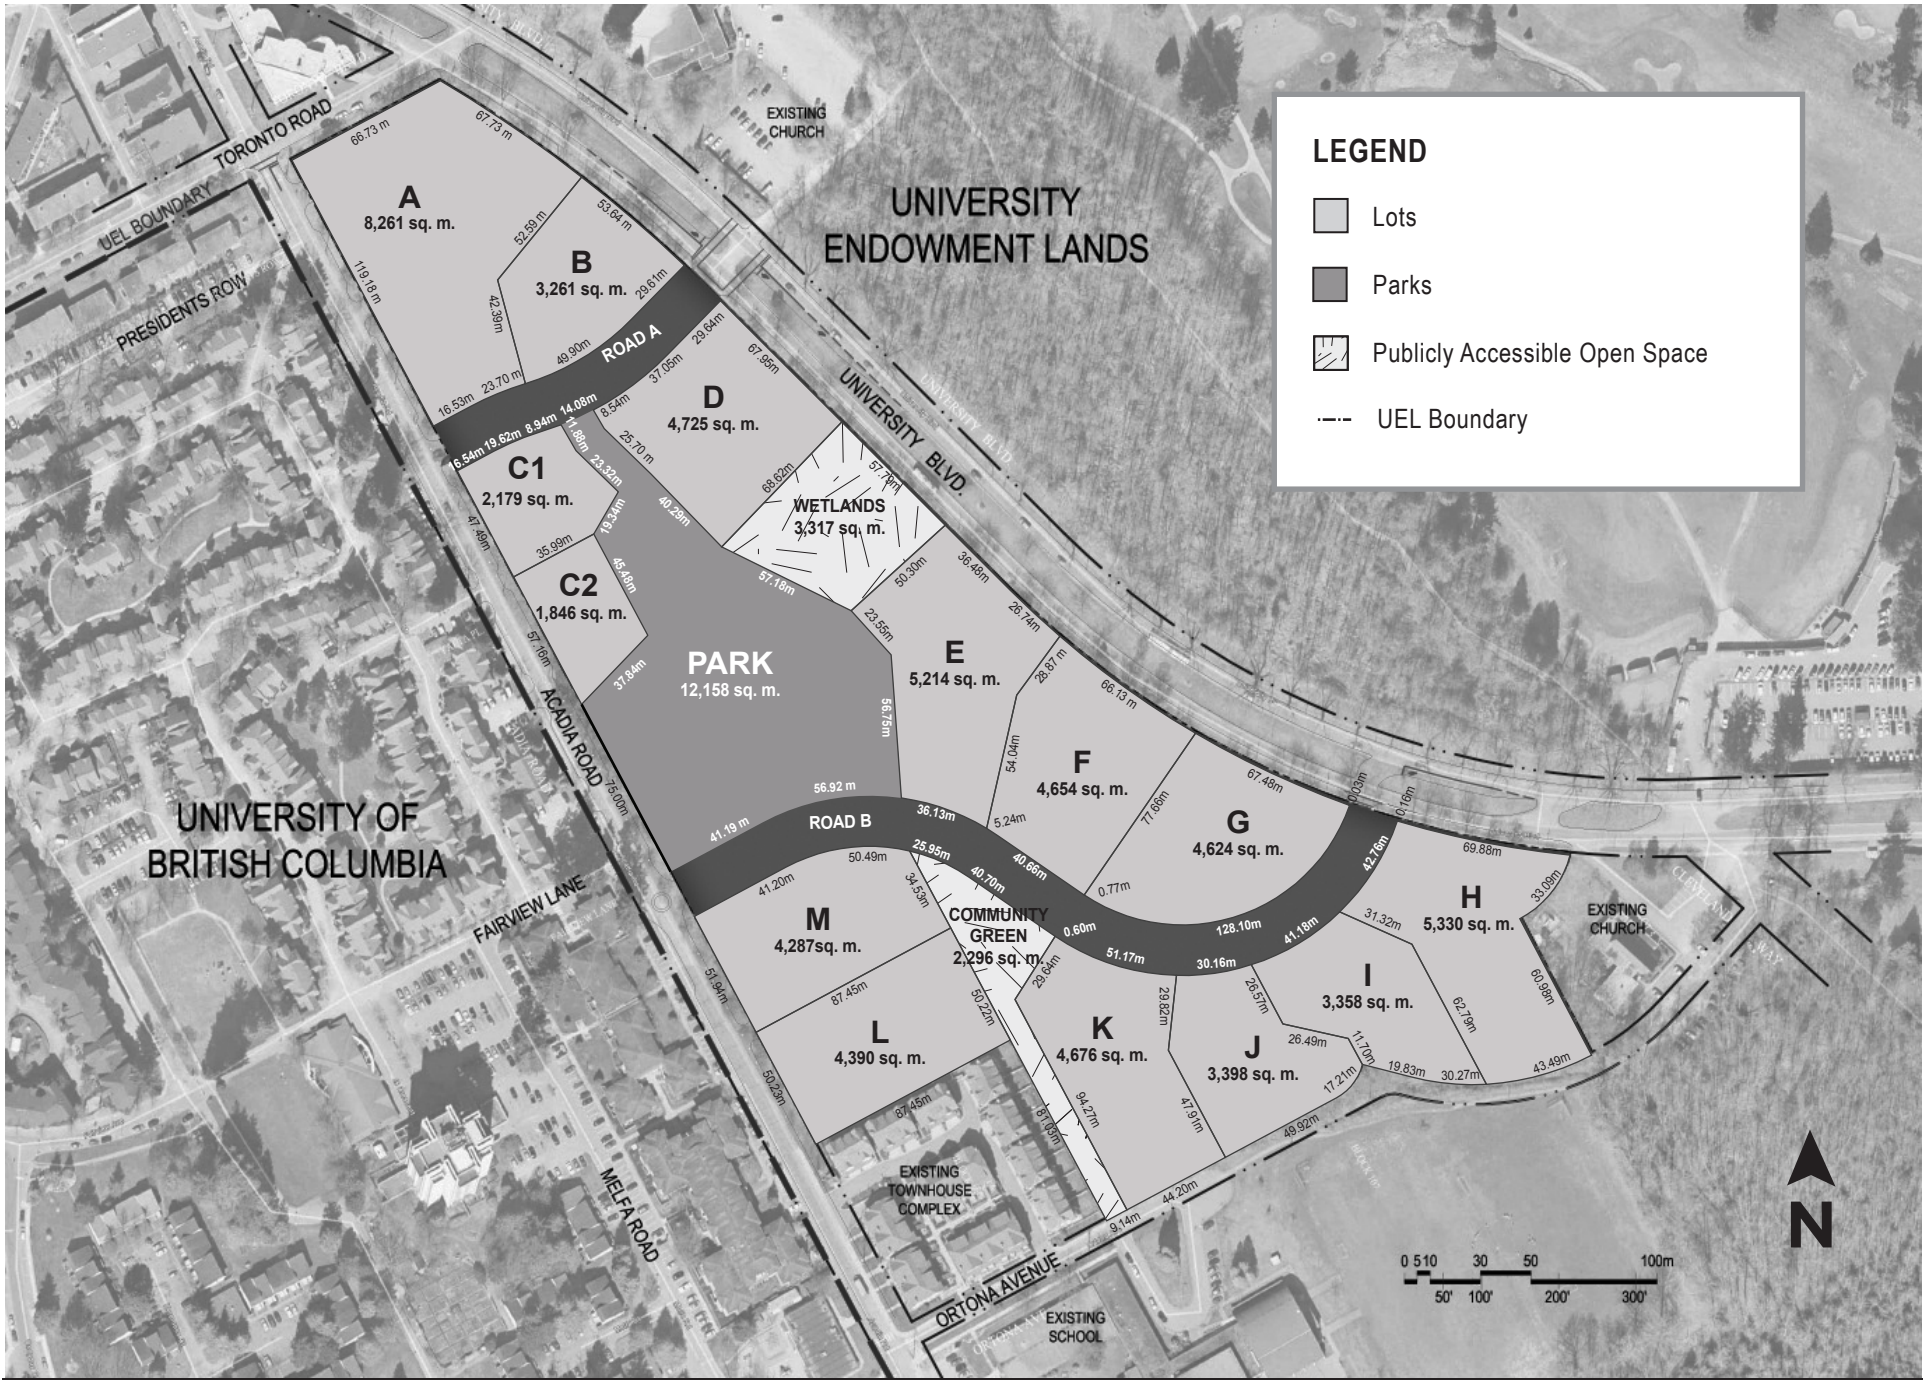 TORONTO ROAD
UEL BOUNDARY
PRESIDENTS ROW
EXISTING
CHURCH
UNIVERSITY
ENDOWMENT LANDS
LEGEND
Lots
Parks
Publicly Accessible Open Space
UEL Boundary
66.73 m
67.73 m
A
8,261 sq. m.
119.18 m
52.59 m
42.39m
53.64 m
B
3,261 sq. m.
29.61m
49.90m
ROAD A
23.70 m
16.53m
16.54m
19.62m
8.94m
14.08m
8.54m
37.05m
29.64m
67.95m
D
4,725 sq. m.
UNIVERSITY BLVD.
UNIVERSITY BLVD
11.88m
23.32m
25.70 m
C1
2,179 sq. m.
47.49m
19.34m
35.99m
40.29m
68.62m
57.79m
WETLANDS
3,317 sq. m.
57.18m
50.30m
C2
1,846 sq. m.
45.48m
57.16m
37.84m
PARK
12,158 sq. m.
23.55m
36.48m
26.74m
E
5,214 sq. m.
56.75m
28.87 m
54.04m
66.13 m
F
4,654 sq. m.
5.24m
77.66m
67.48m
G
4,624 sq. m.
0.77m
0.03m
0.16m
ACADIA ROAD
75.00m
UNIVERSITY OF
BRITISH COLUMBIA
FAIRVIEW LANE
41.19 m
56.92 m
ROAD B
36.13m
40.66m
128.10m
42.76m
69.88m
33.09m
H
5,330 sq. m.
EXISTING
CHURCH
60.98m
43.49m
50.49m
41.20m
25.95m
40.70m
34.53m
M
4,287sq. m.
51.94m
87.45m
COMMUNITY
GREEN
2,296 sq. m.
0.60m
29.64m
51.17m
30.16m
41.18m
31.32m
I
3,358 sq. m.
62.79m
L
4,390 sq. m.
50.22m
50.23m
87.45m
K
4,676 sq. m.
29.82m
26.57m
26.49m
11.70m
J
3,398 sq. m.
17.21m
19.83m
30.27m
47.91m
94.27m
81.03m
49.92m
44.20m
9.14m
EXISTING
TOWNHOUSE
COMPLEX
MELFA ROAD
ORTONA AVENUE
EXISTING
SCHOOL
N
0 5 10 30 50 100m
50' 100' 200' 300'